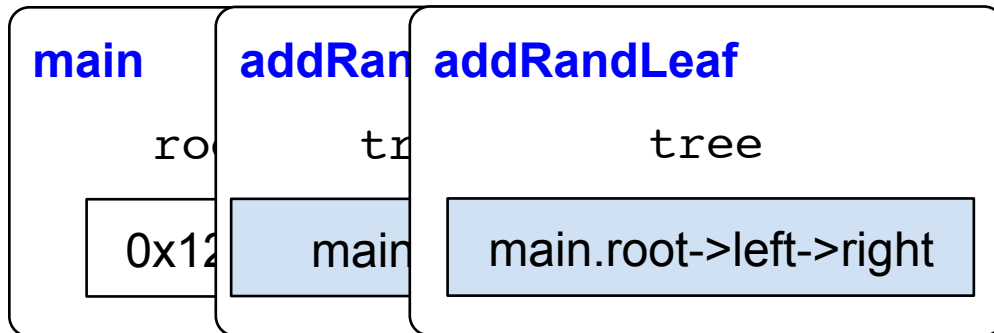 main addRan addRandLeaf
roo tr tree
0x12 main main.root->left->right